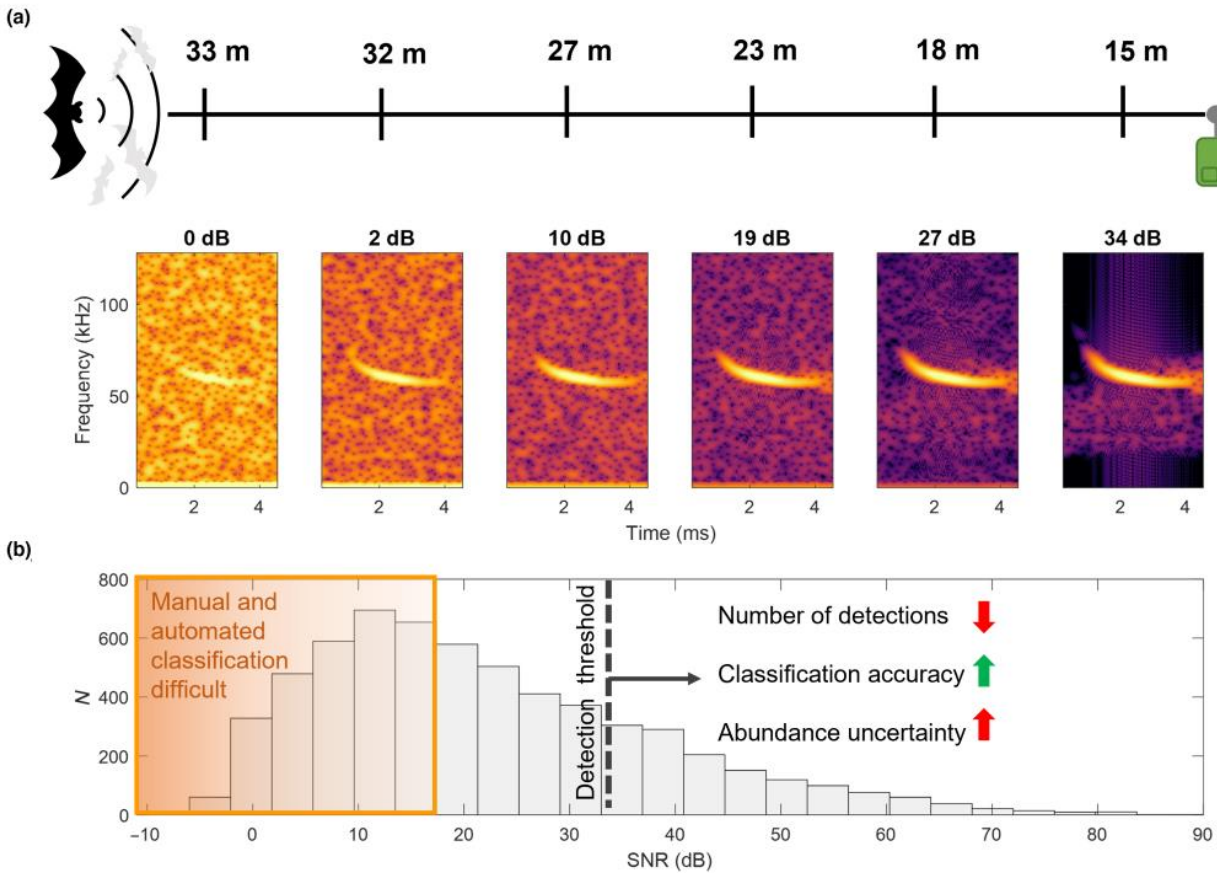 (a)
33 m 32 m 27 m 23 m 18 m 15 m
0 dB 2 dB 10 dB 19 dB 27 dB 34 dB
Frequency (kHz)
100
50
0
2 4 2 4 2 4 2 4 2 4 2 4
Time (ms)
(b)
N
800
600
400
200
0
Manual and
automated
classification
difficult
Detection threshold
Number of detections
Classification accuracy
Abundance uncertainty
−10 0 10 20 30 40 50 60 70 80 90
SNR (dB)